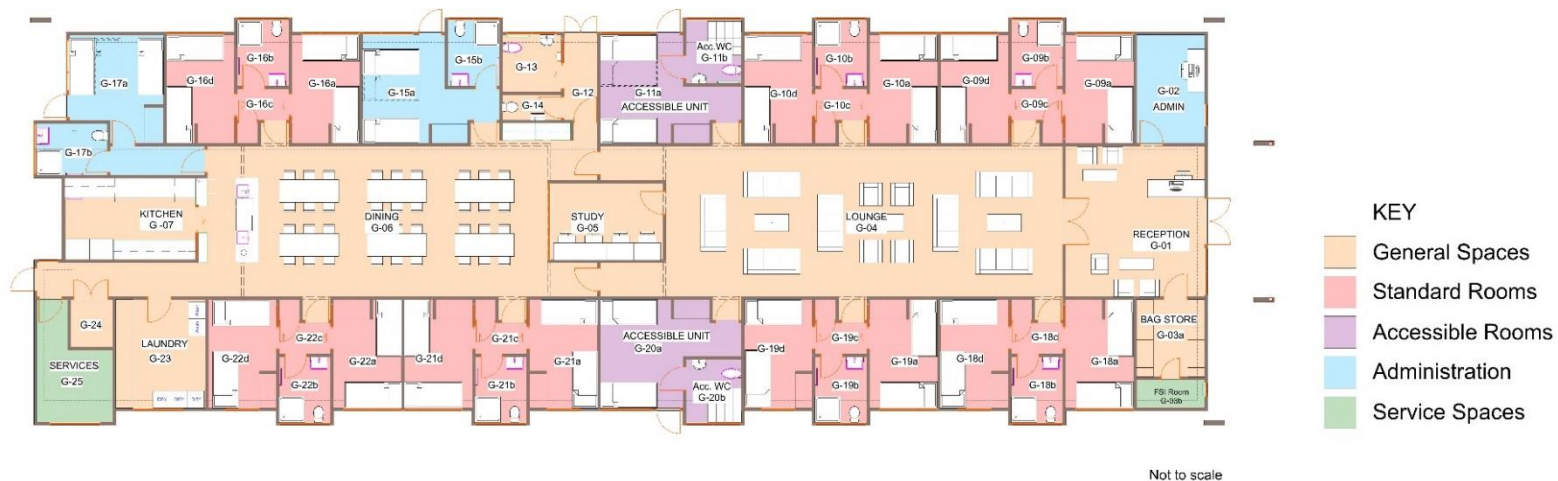 G-17a
G-16d
G-16b
G-16c
G-16a
G-15a
G-15b
G-13
G-14
G-12
G-11a
ACCESSIBLE UNIT
Acc.WC
G-11b
G-10d
G-10b
G-10c
G-10a
G-09d
G-09b
G-09c
G-09a
G-02
ADMIN
G-17b
KITCHEN
G -07
DINING
G-06
STUDY
G-05
LOUNGE
G-04
RECEPTION
G-01
G-24
SERVICES
G-25
LAUNDRY
G-23
DRY DRY DRY
G-22d
G-22c
G-22b
G-22a
G-21d
G-21c
G-21b
G-21a
ACCESSIBLE UNIT
G-20a
Acc. WC
G-20b
G-19d
G-19c
G-19b
G-19a
G-18d
G-18c
G-18b
G-18a
BAG STORE
G-03a
FSI Room
G-03b
KEY
General Spaces
Standard Rooms
Accessible Rooms
Administration
Service Spaces
Not to scale